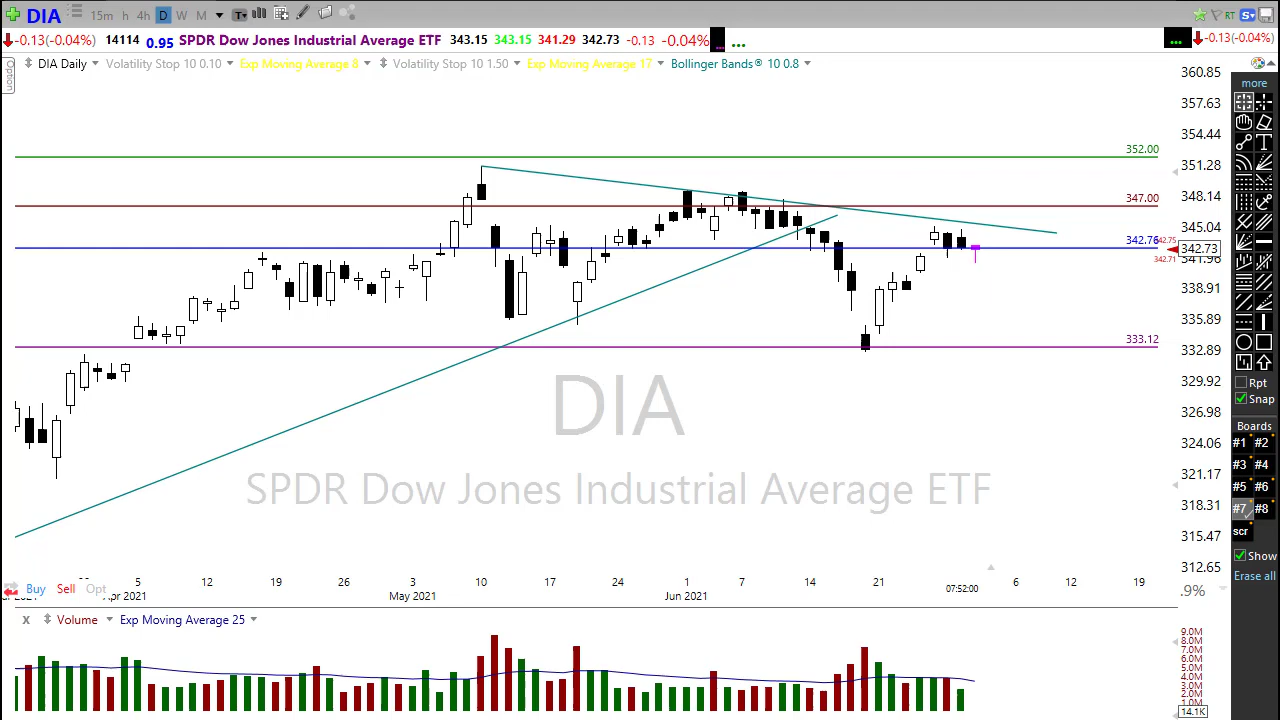 DIA 15m h 4h D W M T RT S
-0.13(-0.04%) 14114 0.95 SPDR Dow Jones Industrial Average ETF 343.15 343.15 341.29 342.73 -0.13 -0.04% ... -0.13(-0.04%)
Option
DIA Daily Volatility Stop 10 0.10 Exp Moving Average 8 Volatility Stop 10 1.50 Exp Moving Average 17 Bollinger Bands® 10 0.8
360.85
357.63
354.44
352.00
351.28
347.00
348.14
345.04
342.76 342.75
342.73
342.71
341.96
338.91
335.89
333.12
332.89
329.92
326.98
324.06
321.17
318.31
315.47
312.65
DIA
SPDR Dow Jones Industrial Average ETF
more
Rpt
Snap
Boards
#1 #2
#3 #4
#5 #6
#7 #8
scr
Show
Erase all
Buy Sell Opt
5 12 19 26 3 10 17 24 1 7 14 21 07:52:00 6 12 19
Apr 2021 May 2021 Jun 2021
.9%
x Volume Exp Moving Average 25
9.0M
8.0M
7.0M
6.0M
5.0M
4.0M
3.0M
2.0M
14.1K